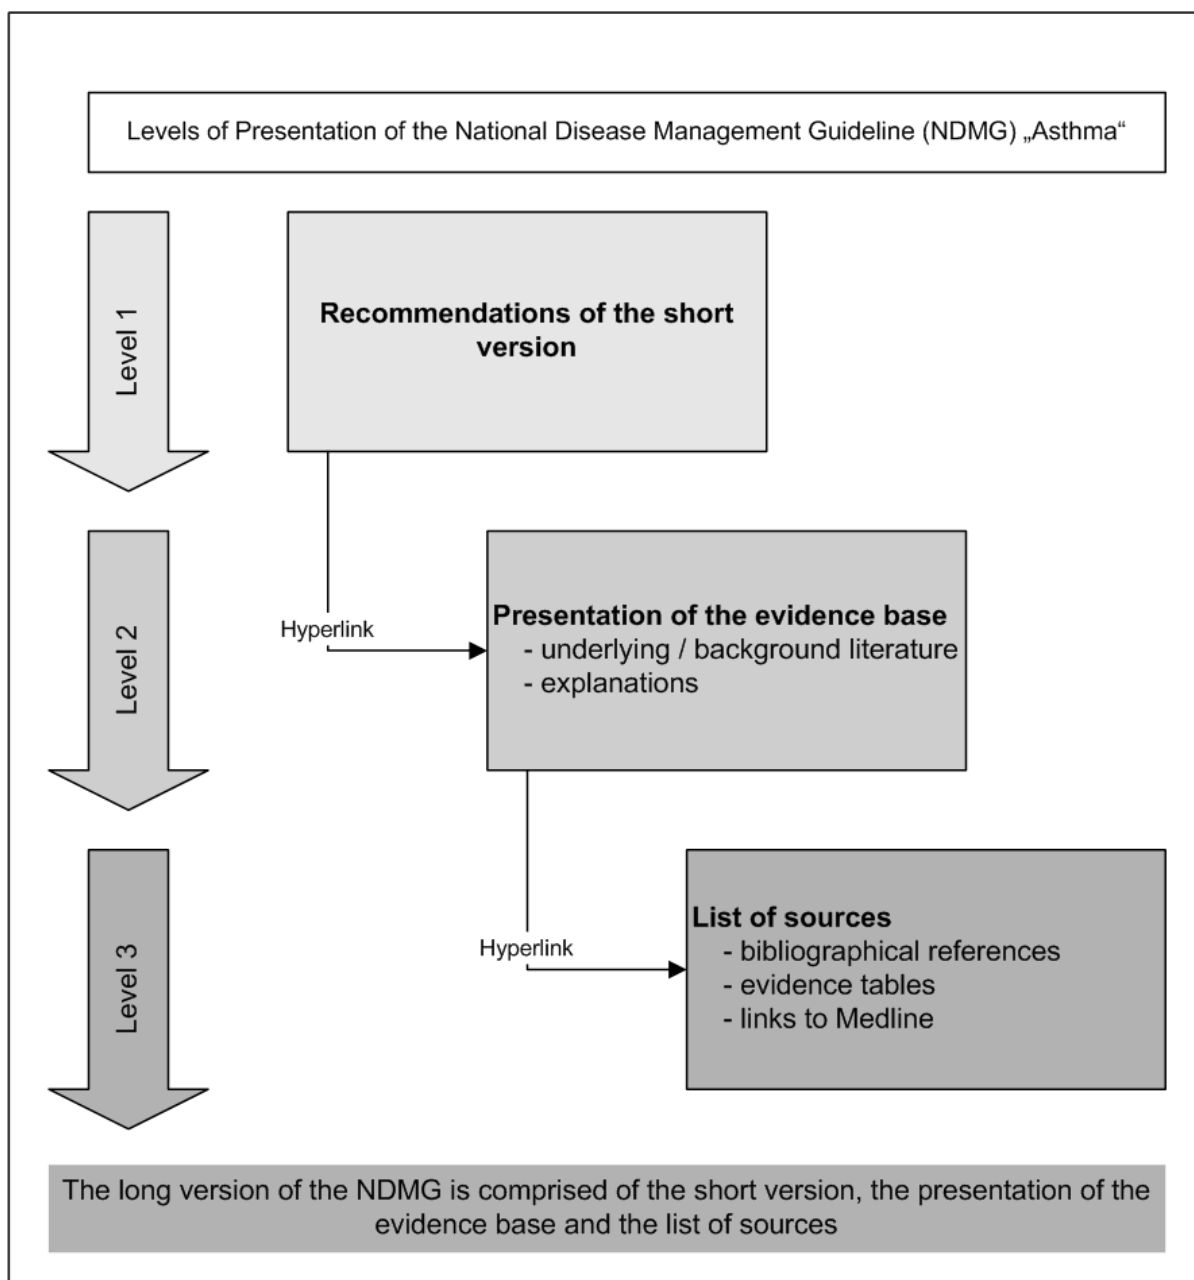 Levels of Presentation of the National Disease Management Guideline (NDMG) „Asthma“
Level 1
Recommendations of the short
version
Level 2
Hyperlink
Presentation of the evidence base
- underlying / background literature
- explanations
Level 3
Hyperlink
List of sources
- bibliographical references
- evidence tables
- links to Medline
The long version of the NDMG is comprised of the short version, the presentation of the
evidence base and the list of sources